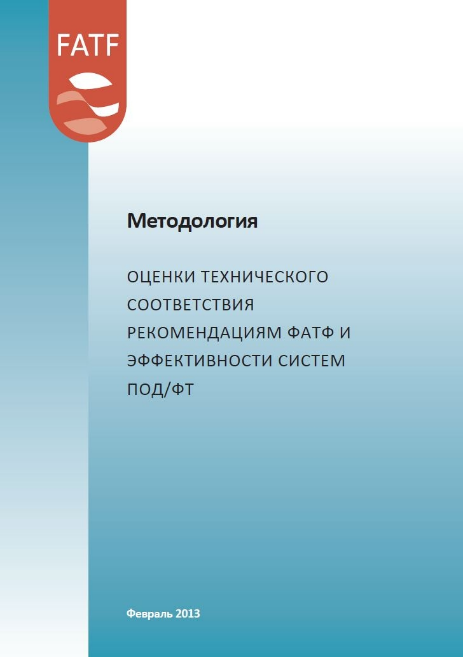 FATF
Методология
ОЦЕНКИ ТЕХНИЧЕСКОГО
СООТВЕТСТВИЯ
РЕКОМЕНДАЦИЯМ ФАТФ И
ЭФФЕКТИВНОСТИ СИСТЕМ
ПОД/ФТ
Февраль 2013